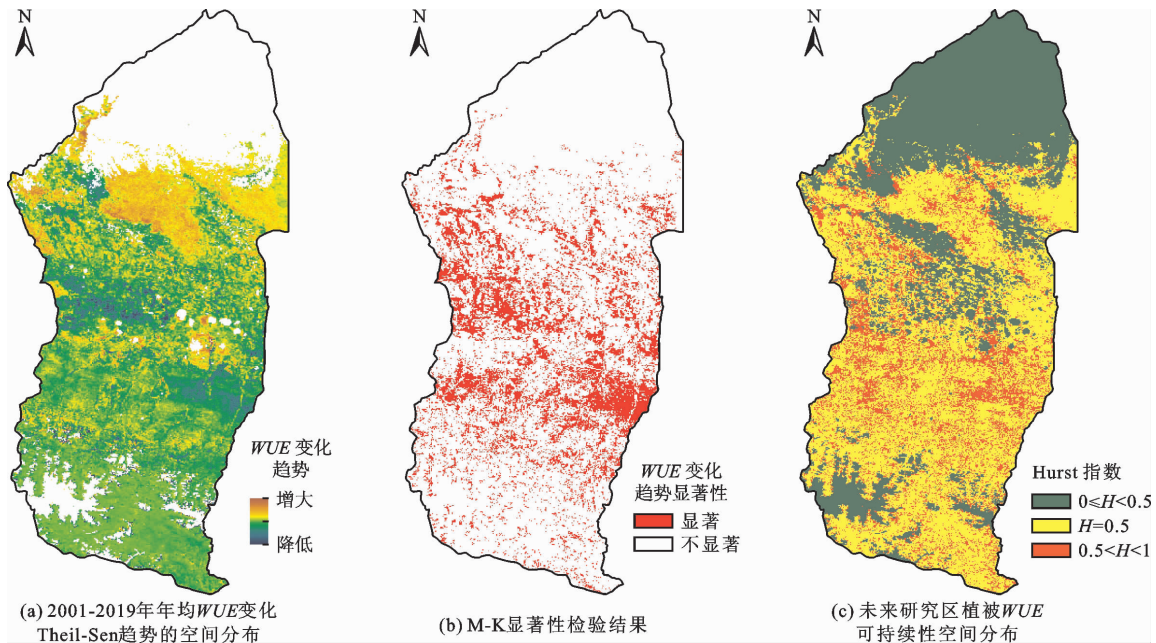 N
N
N
WUE 变化
趋势
增大
降低
WUE 变化
趋势显著性
显著
不显著
Hurst 指数
0≤H<0.5
H=0.5
0.5<H<1
(a) 2001-2019年年均WUE变化
Theil-Sen趋势的空间分布
(b) M-K显著性检验结果
(c) 未来研究区植被WUE
可持续性空间分布